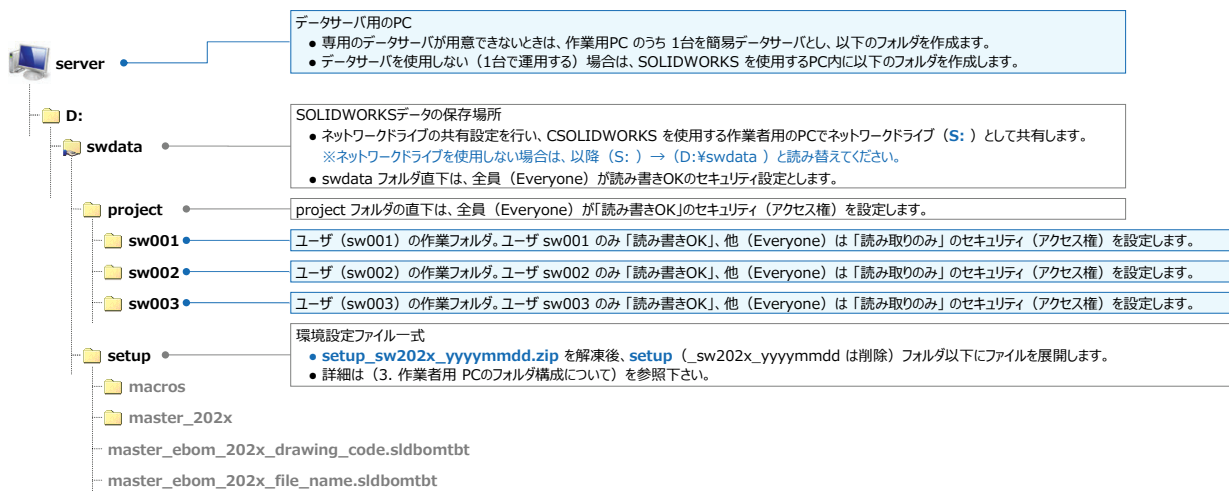 データサーバ用のPC
● 専用のデータサーバが用意できないときは、作業用PC のうち 1台を簡易データサーバとし、以下のフォルダを作成ます。
server
● データサーバを使用しない（1台で運用する）場合は、SOLIDWORKS を使用するPC内に以下のフォルダを作成します。
D:
SOLIDWORKSデータの保存場所
● ネットワークドライブの共有設定を行い、CSOLIDWORKS を使用する作業者用のPCでネットワークドライブ（S: ）として共有します。
swdata
※ネットワークドライブを使用しない場合は、以降（S: ）→（D:¥swdata ）と読み替えてください。
● swdata フォルダ直下は、全員（Everyone）が読み書きOKのセキュリティ設定とします。
project
project フォルダの直下は、全員（Everyone）が「読み書きOK」のセキュリティ（アクセス権）を設定します。
sw001
ユーザ（sw001）の作業フォルダ。ユーザ sw001 のみ 「読み書きOK」、他（Everyone）は 「読み取りのみ」 のセキュリティ（アクセス権）を設定します。
sw002
ユーザ（sw002）の作業フォルダ。ユーザ sw002 のみ 「読み書きOK」、他（Everyone）は 「読み取りのみ」 のセキュリティ（アクセス権）を設定します。
sw003
ユーザ（sw003）の作業フォルダ。ユーザ sw003 のみ 「読み書きOK」、他（Everyone）は 「読み取りのみ」 のセキュリティ（アクセス権）を設定します。
環境設定ファイル一式
setup
● setup_sw202x_yyyymmdd.zip を解凍後、setup（_sw202x_yyyymmdd は削除）フォルダ以下にファイルを展開します。
● 詳細は（3. 作業者用 PCのフォルダ構成について）を参照下さい。
macros
master_202x
master_ebom_202x_drawing_code.sldbomtbt
master_ebom_202x_file_name.sldbomtbt